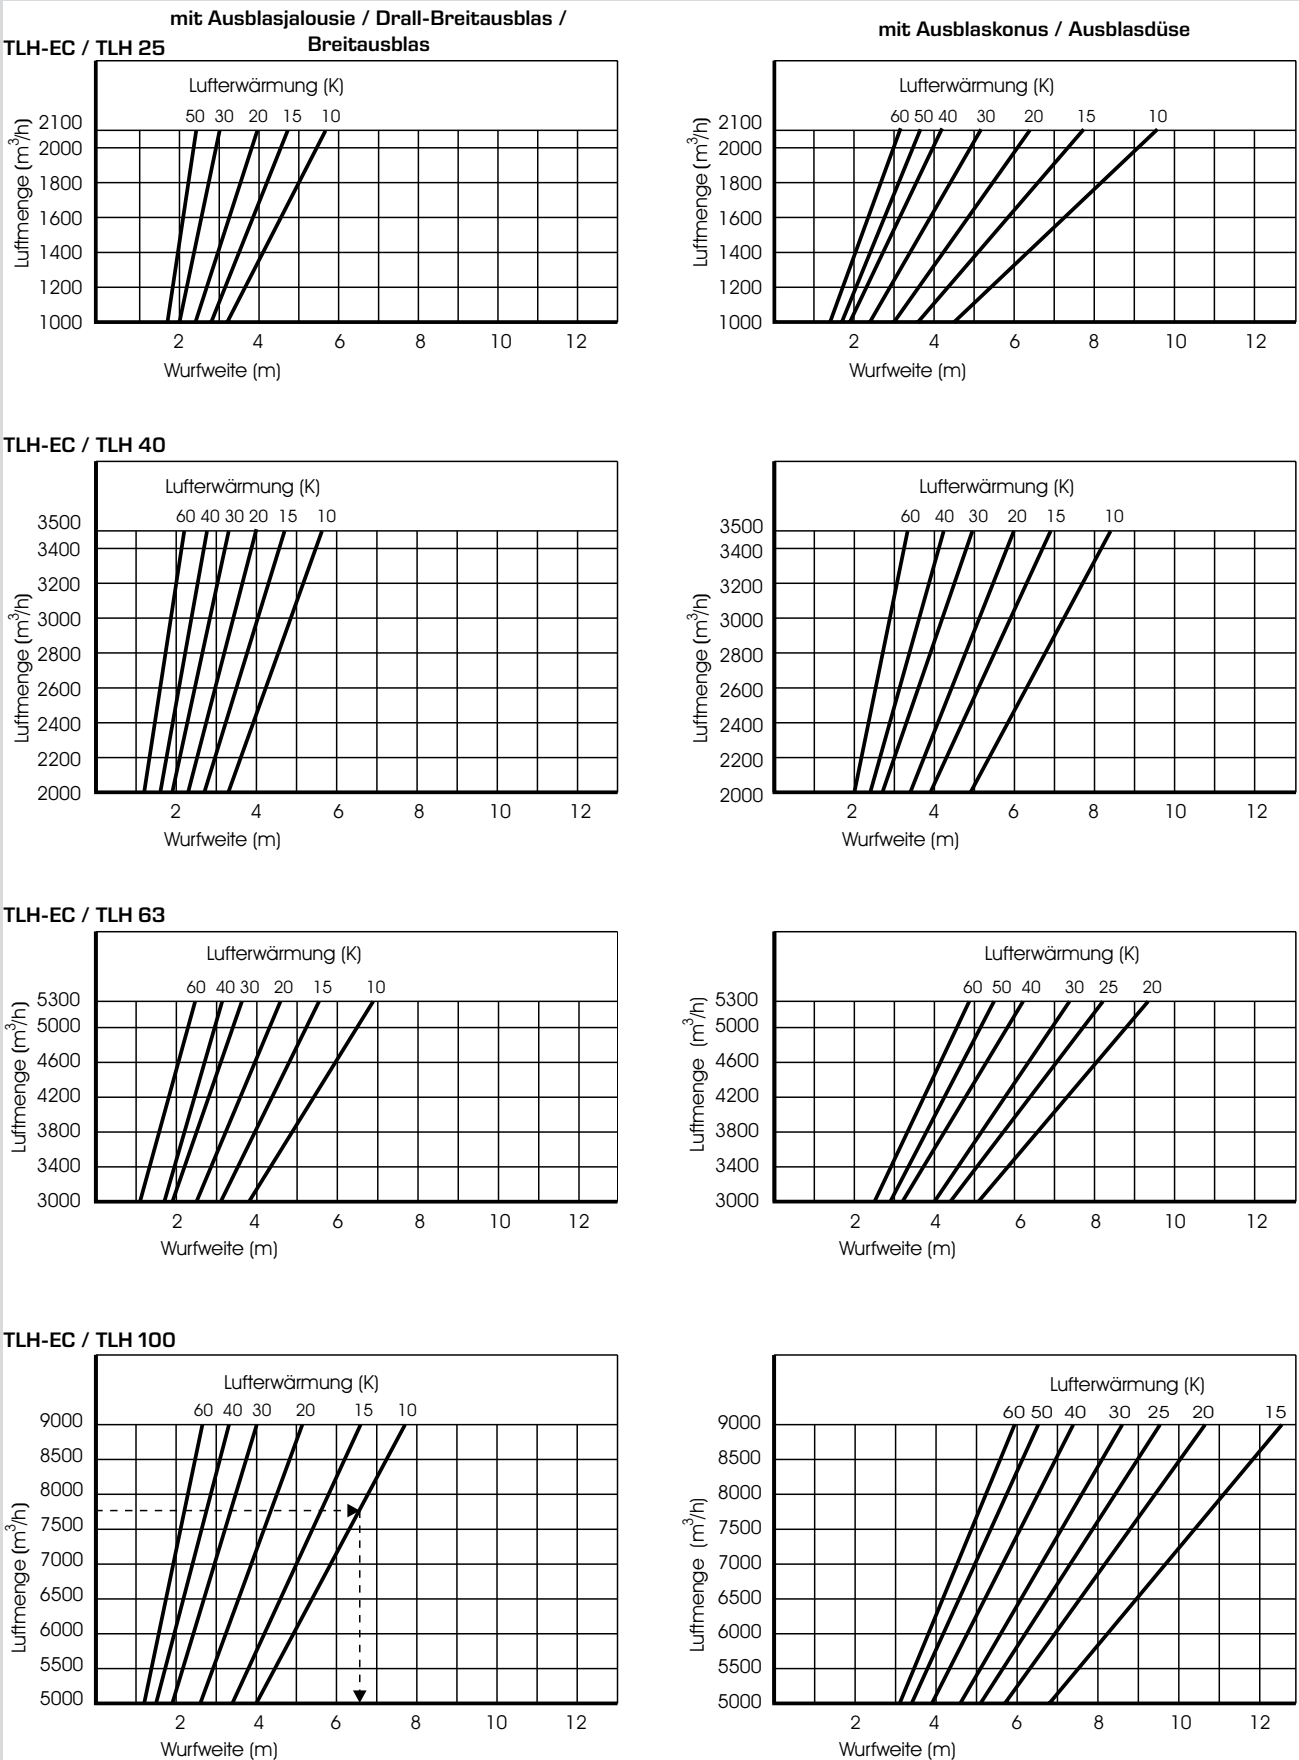 mit Ausblasjalousie / Drall-Breitausblas /
Breitausblas
mit Ausblaskonus / Ausblasdüse
TLH-EC / TLH 25
Lufterwärmung (K)
50 30 20 15 10
Luftmenge (m³/h)
2100
2000
1800
1600
1400
1200
1000
2 4 6 8 10 12
Wurfweite (m)
Lufterwärmung (K)
60 50 40 30 20 15 10
Luftmenge (m³/h)
2100
2000
1800
1600
1400
1200
1000
2 4 6 8 10 12
Wurfweite (m)
TLH-EC / TLH 40
Lufterwärmung (K)
60 40 30 20 15 10
Luftmenge (m³/h)
3500
3400
3200
3000
2800
2600
2400
2200
2000
2 4 6 8 10 12
Wurfweite (m)
Lufterwärmung (K)
60 40 30 20 15 10
Luftmenge (m³/h)
3500
3400
3200
3000
2800
2600
2400
2200
2000
2 4 6 8 10 12
Wurfweite (m)
TLH-EC / TLH 63
Lufterwärmung (K)
60 40 30 20 15 10
Luftmenge (m³/h)
5300
5000
4600
4200
3800
3400
3000
2 4 6 8 10 12
Wurfweite (m)
Lufterwärmung (K)
60 50 40 30 25 20
Luftmenge (m³/h)
5300
5000
4600
4200
3800
3400
3000
2 4 6 8 10 12
Wurfweite (m)
TLH-EC / TLH 100
Lufterwärmung (K)
60 40 30 20 15 10
Luftmenge (m³/h)
9000
8500
8000
7500
7000
6500
6000
5500
5000
2 4 6 8 10 12
Wurfweite (m)
Lufterwärmung (K)
60 50 40 30 25 20 15
Luftmenge (m³/h)
9000
8500
8000
7500
7000
6500
6000
5500
5000
2 4 6 8 10 12
Wurfweite (m)